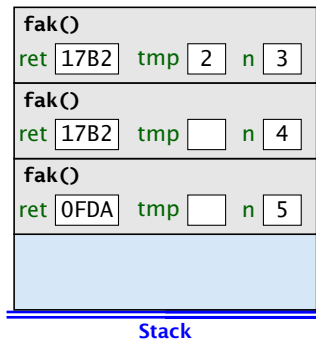 fak()
ret 17B2 tmp 2 n 3
fak()
ret 17B2 tmp n 4
fak()
ret 0FDA tmp n 5
Stack